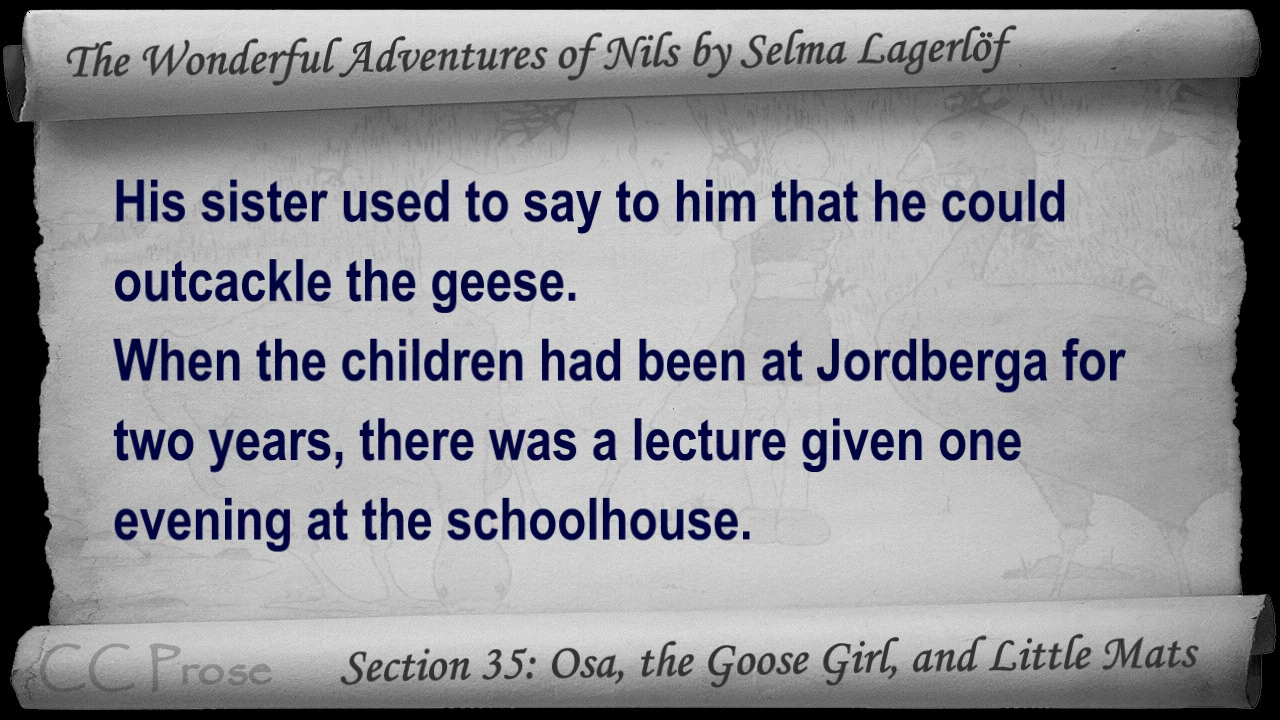 The Wonderful Adventures of Nils by Selma Lagerlöf
His sister used to say to him that he could
outcackle the geese.
When the children had been at Jordberga for
two years, there was a lecture given one
evening at the schoolhouse.
CC Prose
Section 35: Osa, the Goose Girl, and Little Mats